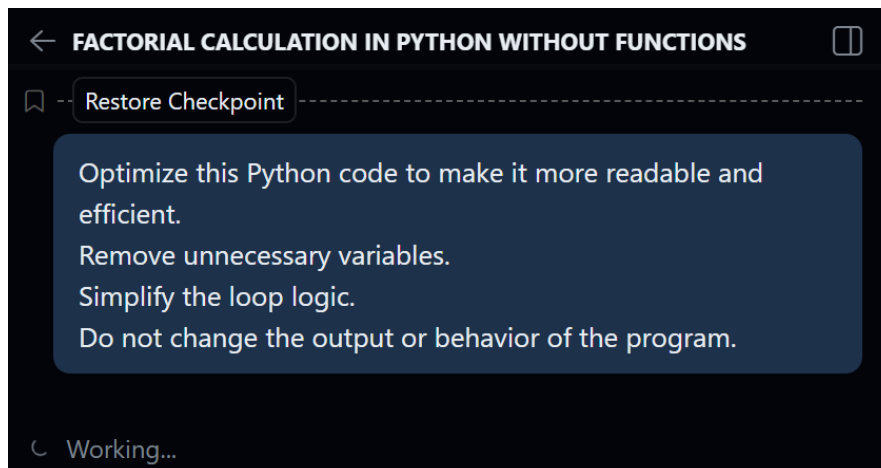 FACTORIAL CALCULATION IN PYTHON WITHOUT FUNCTIONS
Restore Checkpoint
Optimize this Python code to make it more readable and
efficient.
Remove unnecessary variables.
Simplify the loop logic.
Do not change the output or behavior of the program.
Working...